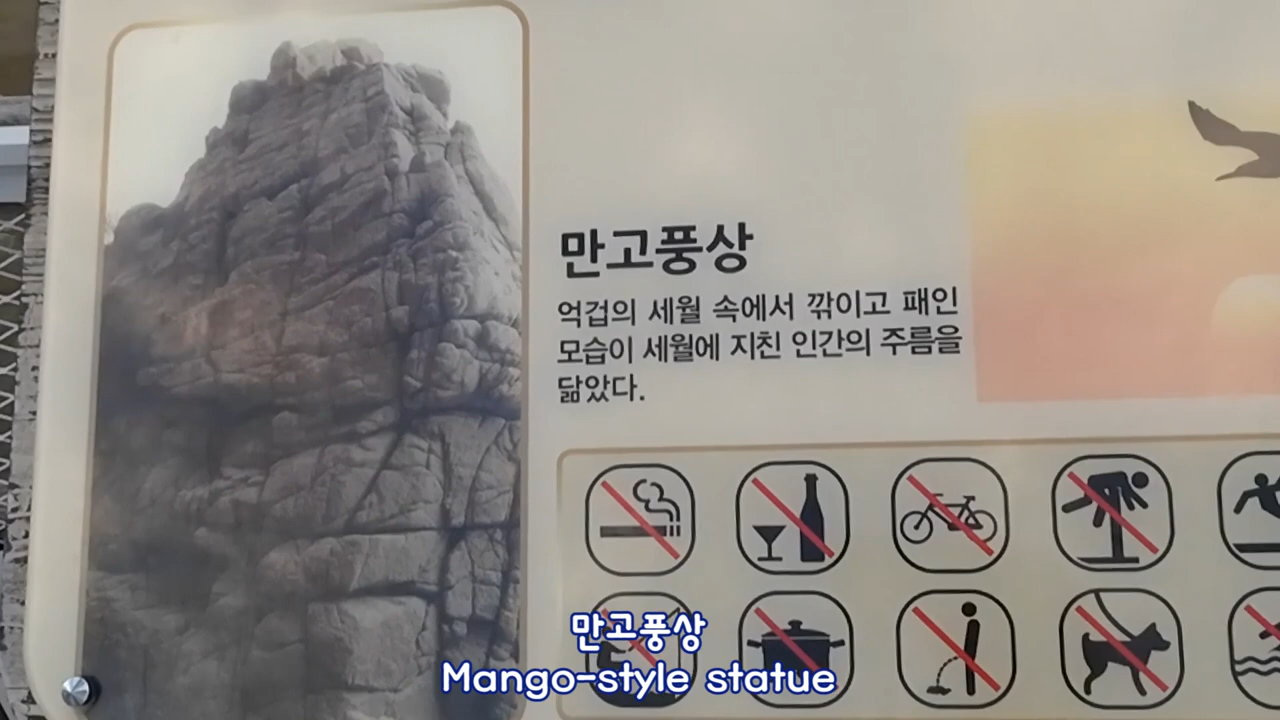 만고풍상
억겁의 세월 속에서 깎이고 패인
모습이 세월에 지친 인간의 주름을
닮았다.
만고풍상
Mango-style statue